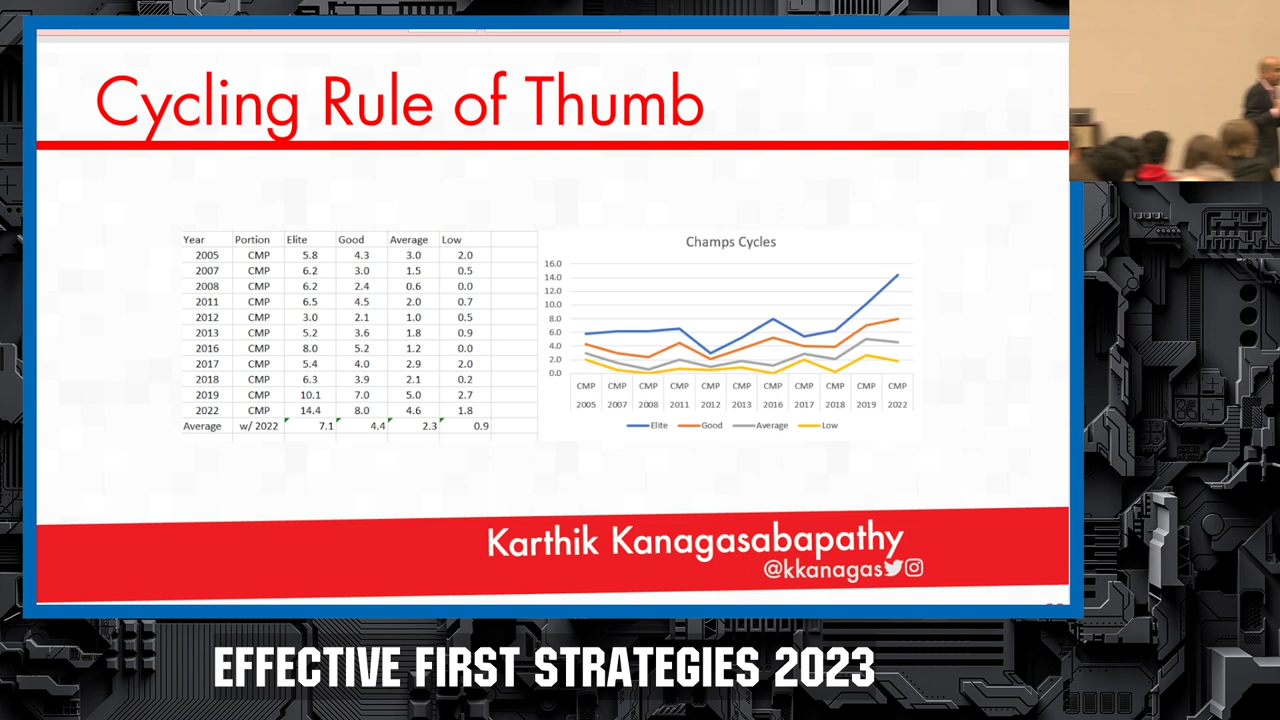 Cycling Rule of Thumb
Year Portion Elite Good Average Low
2005 CMP 5.8 4.3 3.0 2.0
2007 CMP 6.2 3.0 1.5 0.5
2008 CMP 6.2 2.4 0.6 0.0
2011 CMP 6.5 4.5 2.0 0.7
2012 CMP 3.0 2.1 1.0 0.5
2013 CMP 5.2 3.6 1.8 0.9
2016 CMP 8.0 5.2 1.2 0.0
2017 CMP 5.4 4.0 2.9 2.0
2018 CMP 6.3 3.9 2.1 0.2
2019 CMP 10.1 7.0 5.0 2.7
2022 CMP 14.4 8.0 4.6 1.8
Average w/ 2022 7.1 4.4 2.3 0.9
Champs Cycles
16.0
14.0
12.0
10.0
8.0
6.0
4.0
2.0
0.0
CMP CMP CMP CMP CMP CMP CMP CMP CMP CMP CMP
2005 2007 2008 2011 2012 2013 2016 2017 2018 2019 2022
Elite Good Average Low
Karthik Kanagasabapathy
@kkanagas
EFFECTIVE FIRST STRATEGIES 2023